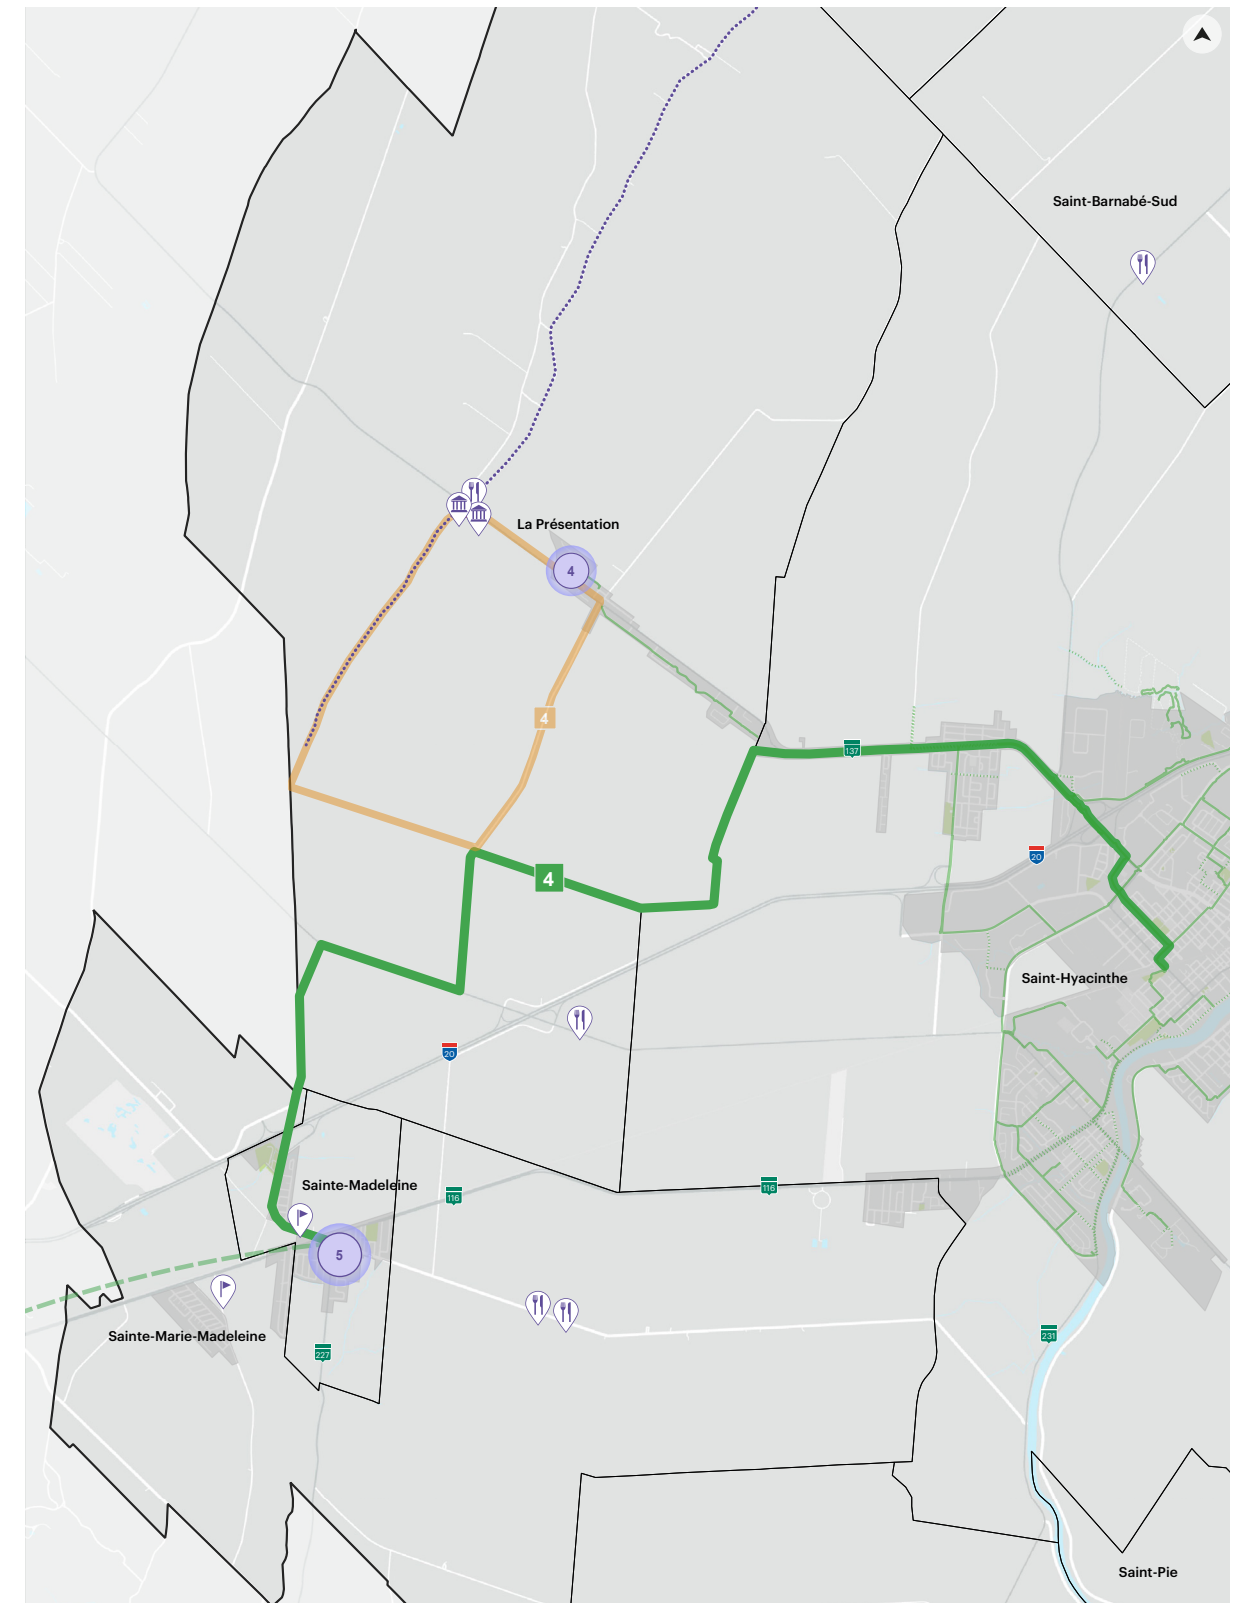 Saint-Barnabé-Sud
La Présentation
4
4
137
20
4
Saint-Hyacinthe
20
Sainte-Madeleine
116
116
5
Sainte-Marie-Madeleine
231
227
Saint-Pie